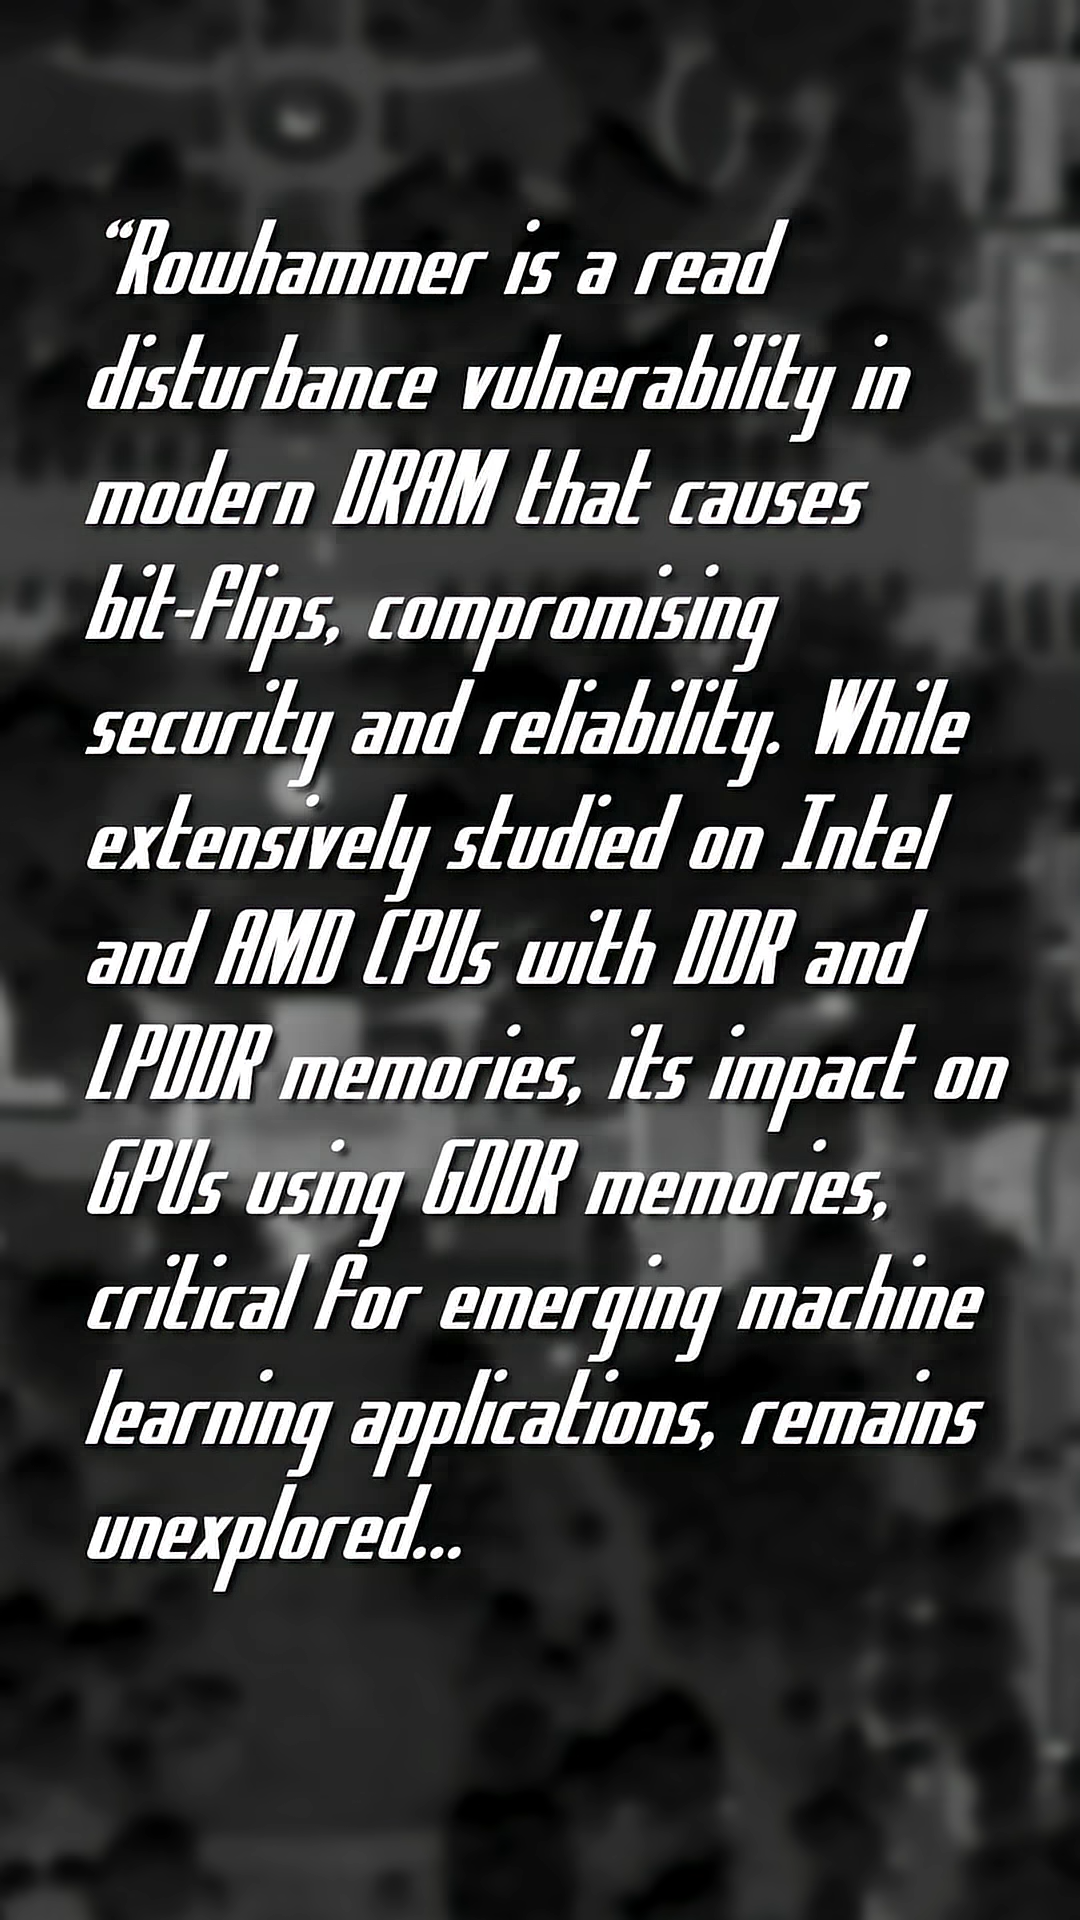 “Rowhammer is a read
disturbance vulnerability in
modern DRAM that causes
bit-flips, compromising
security and reliability. While
extensively studied on Intel
and AMD CPUs with DDR and
LPDDR memories, its impact on
GPUs using GDDR memories,
critical for emerging machine
learning applications, remains
unexplored...